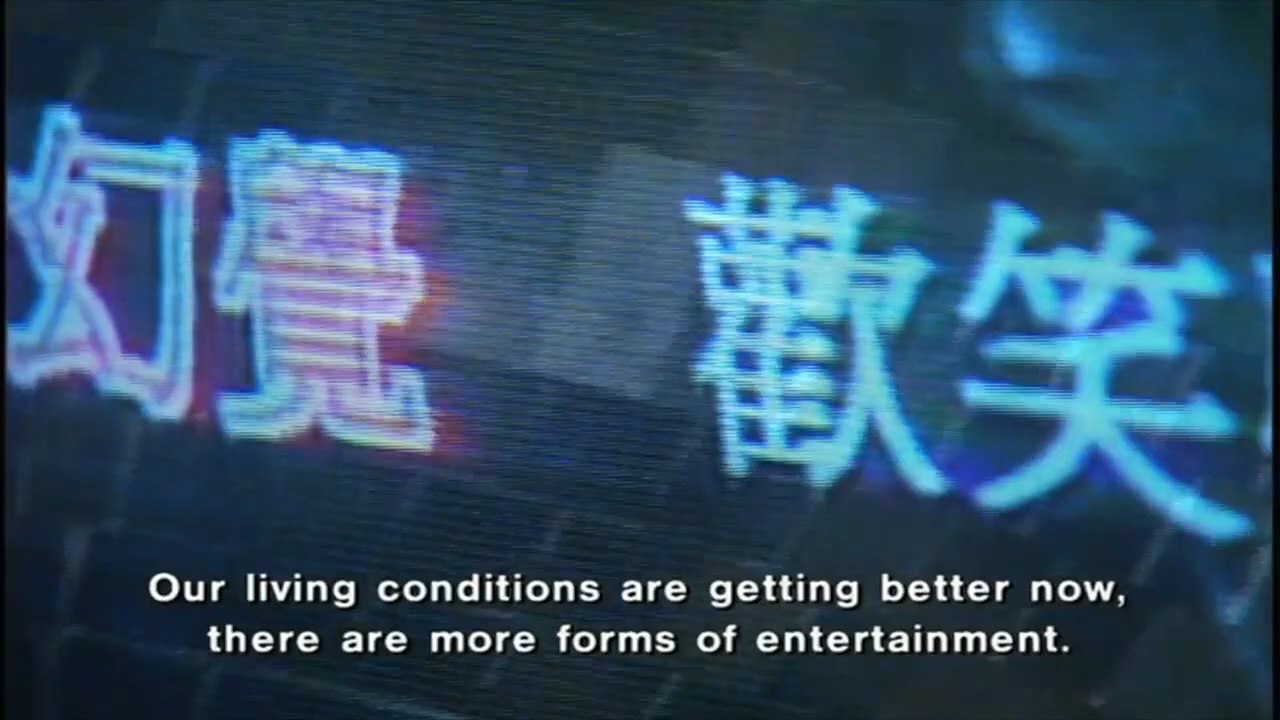 幻覺 歡笑
Our living conditions are getting better now,
there are more forms of entertainment.